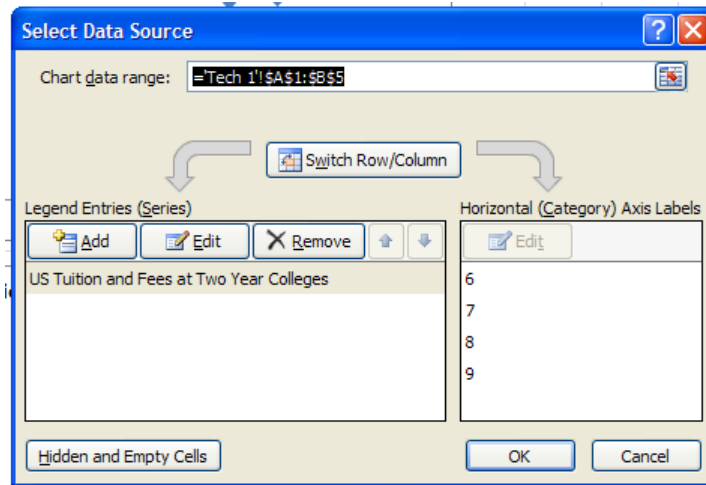 Select Data Source
Chart data range: ='Tech 1'!$A$1:$B$5
Switch Row/Column
Legend Entries (Series)
Horizontal (Category) Axis Labels
Add Edit Remove
Edit
US Tuition and Fees at Two Year Colleges
6
7
8
9
Hidden and Empty Cells
OK Cancel